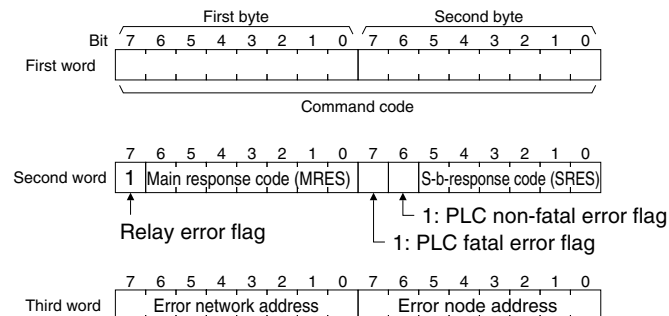 First byte Second byte
Bit 7 6 5 4 3 2 1 0 7 6 5 4 3 2 1 0
First word
Command code
7 6 5 4 3 2 1 0 7 6 5 4 3 2 1 0
Second word 1 Main response code (MRES) S-b-response code (SRES)
1: PLC non-fatal error flag
Relay error flag
1: PLC fatal error flag
7 6 5 4 3 2 1 0 7 6 5 4 3 2 1 0
Third word Error network address Error node address